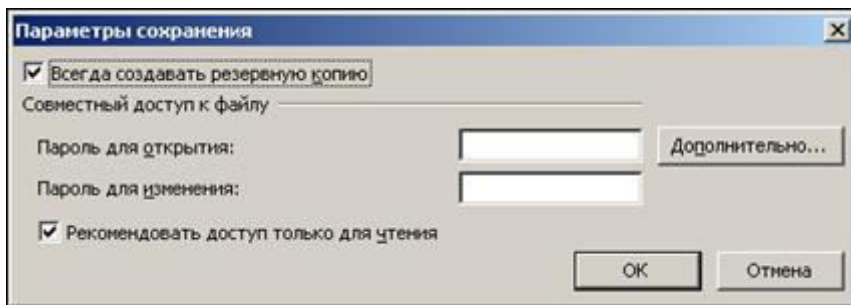 Параметры сохранения
Всегда создавать резервную копию
Совместный доступ к файлу
Пароль для открытия:
Дополнительно...
Пароль для изменения:
Рекомендовать доступ только для чтения
ОК
Отмена